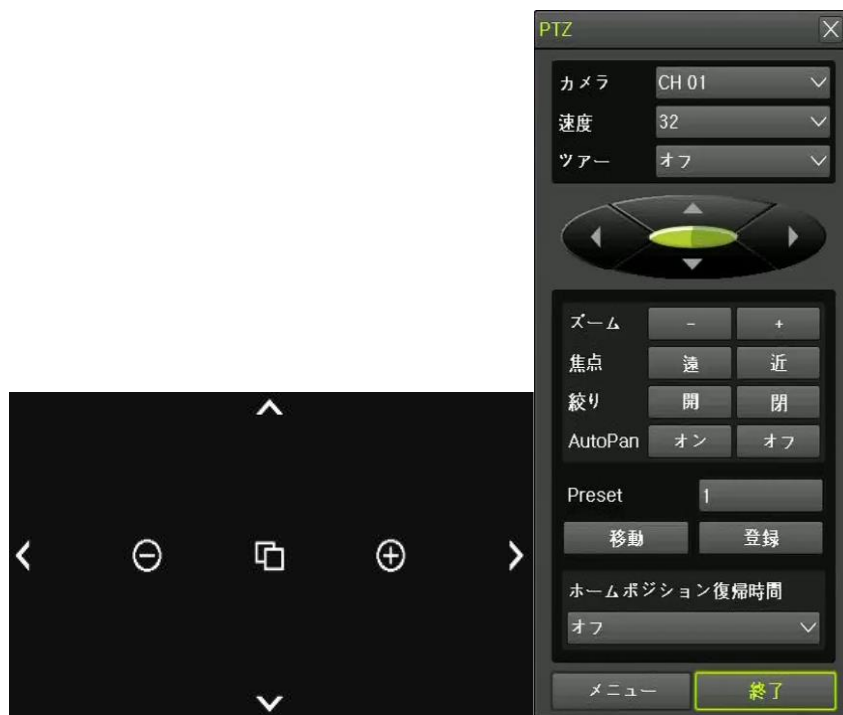 PTZ
カメラ CH 01
速度 32
ツアー オフ
ズーム - +
焦点 遠 近
絞り 開 閉
AutoPan オン オフ
Preset 1
移動 登録
ホームポジション復帰時間
オフ
メニュー 終了